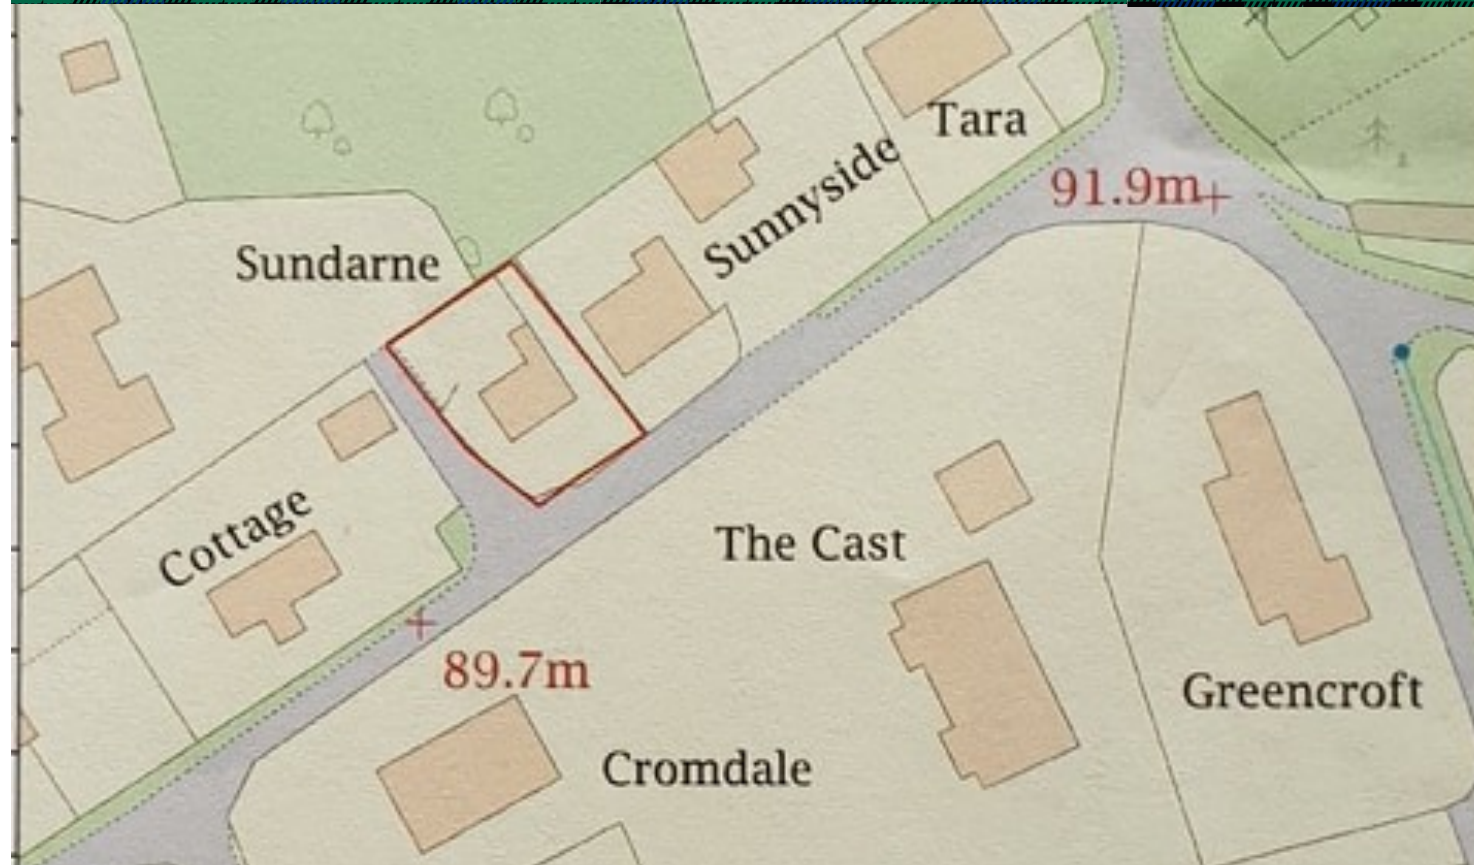 Tara
Sunnyside
91.9m
Sundarne
Cottage
The Cast
89.7m
Greencroft
Cromdale